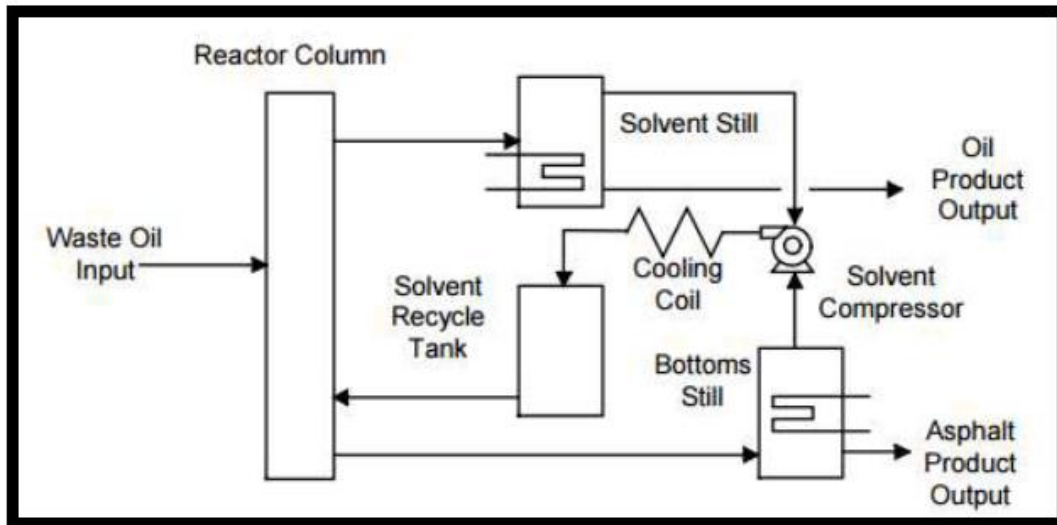 Reactor Column
Solvent Still
Oil
Product
Output
Waste Oil
Input
Cooling
Coil
Solvent
Recycle
Tank
Solvent
Compressor
Bottoms
Still
Asphalt
Product
Output